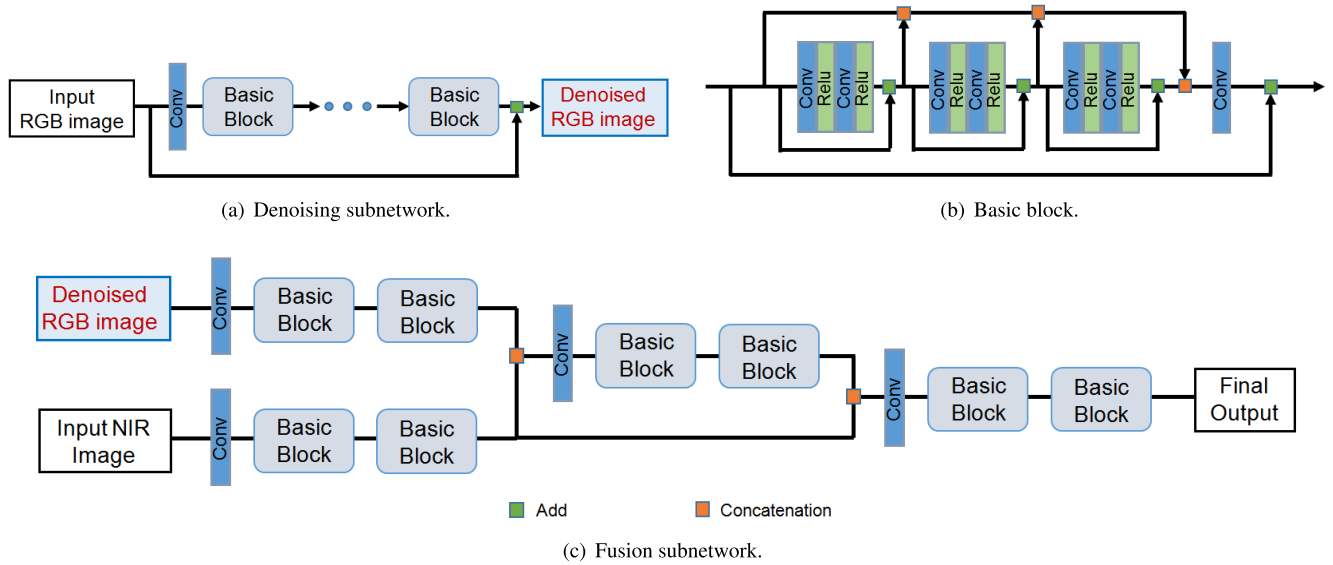 Input
RGB image
Conv
Basic
Block
Basic
Block
Denoised
RGB image
(a) Denoising subnetwork.
Conv
Relu
Conv
Relu
Conv
Relu
Conv
Relu
Conv
Relu
Conv
Relu
Conv
(b) Basic block.
Denoised
RGB image
Conv
Basic
Block
Basic
Block
Input NIR
Image
Conv
Basic
Block
Basic
Block
Conv
Basic
Block
Basic
Block
Conv
Basic
Block
Basic
Block
Final
Output
Add
Concatenation
(c) Fusion subnetwork.